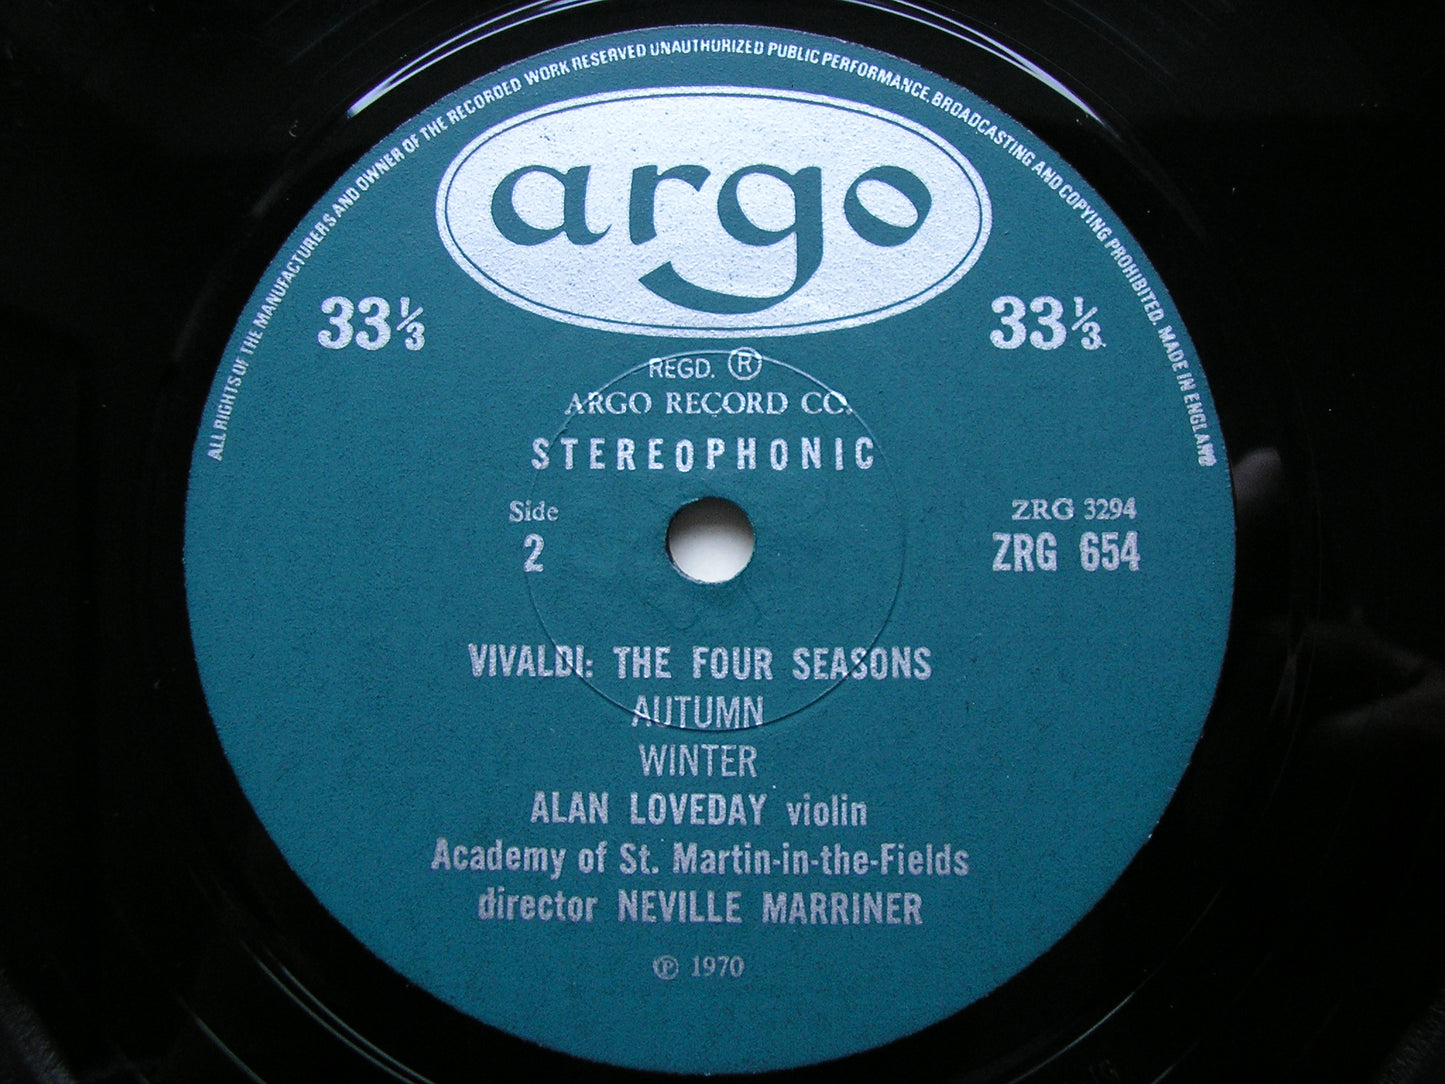 ALL RIGHTS OF THE MANUFACTURERS AND OWNER OF THE RECORDED WORK RESERVED UNAUTHORIZED PUBLIC PERFORMANCE, BROADCASTING AND COPYING PROHIBITED. MADE IN ENGLAND
argo
33⅓ 33⅓
REGD. ®
ARGO RECORD CO.
STEREOPHONIC
Side ZRG 3294
2 ZRG 654
VIVALDI: THE FOUR SEASONS
AUTUMN
WINTER
ALAN LOVEDAY violin
Academy of St. Martin-in-the-Fields
director NEVILLE MARRINER
℗ 1970